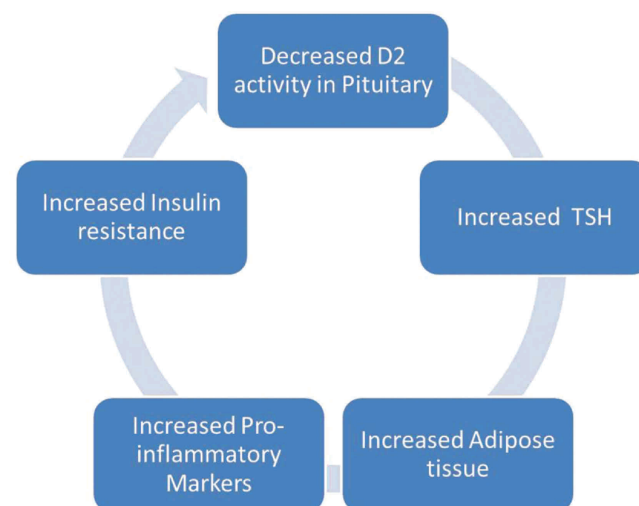 Decreased D2
activity in Pituitary
Increased TSH
Increased Adipose
tissue
Increased Pro-
inflammatory
Markers
Increased Insulin
resistance